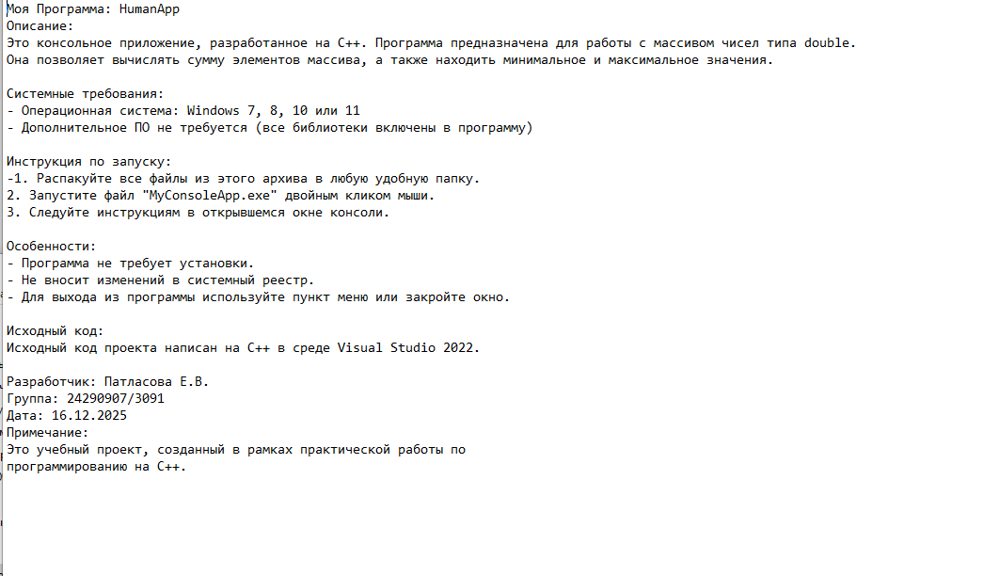 Моя Программа: HumanApp
Описание:
Это консольное приложение, разработанное на C++. Программа предназначена для работы с массивом чисел типа double.
Она позволяет вычислять сумму элементов массива, а также находить минимальное и максимальное значения.
Системные требования:
- Операционная система: Windows 7, 8, 10 или 11
- Дополнительное ПО не требуется (все библиотеки включены в программу)
Инструкция по запуску:
-1. Распакуйте все файлы из этого архива в любую удобную папку.
2. Запустите файл "MyConsoleApp.exe" двойным кликом мыши.
3. Следуйте инструкциям в открывшемся окне консоли.
Особенности:
- Программа не требует установки.
- Не вносит изменений в системный реестр.
- Для выхода из программы используйте пункт меню или закройте окно.
Исходный код:
Исходный код проекта написан на C++ в среде Visual Studio 2022.
Разработчик: Патласова Е.В.
Группа: 24290907/3091
Дата: 16.12.2025
Примечание:
Это учебный проект, созданный в рамках практической работы по
программированию на C++.